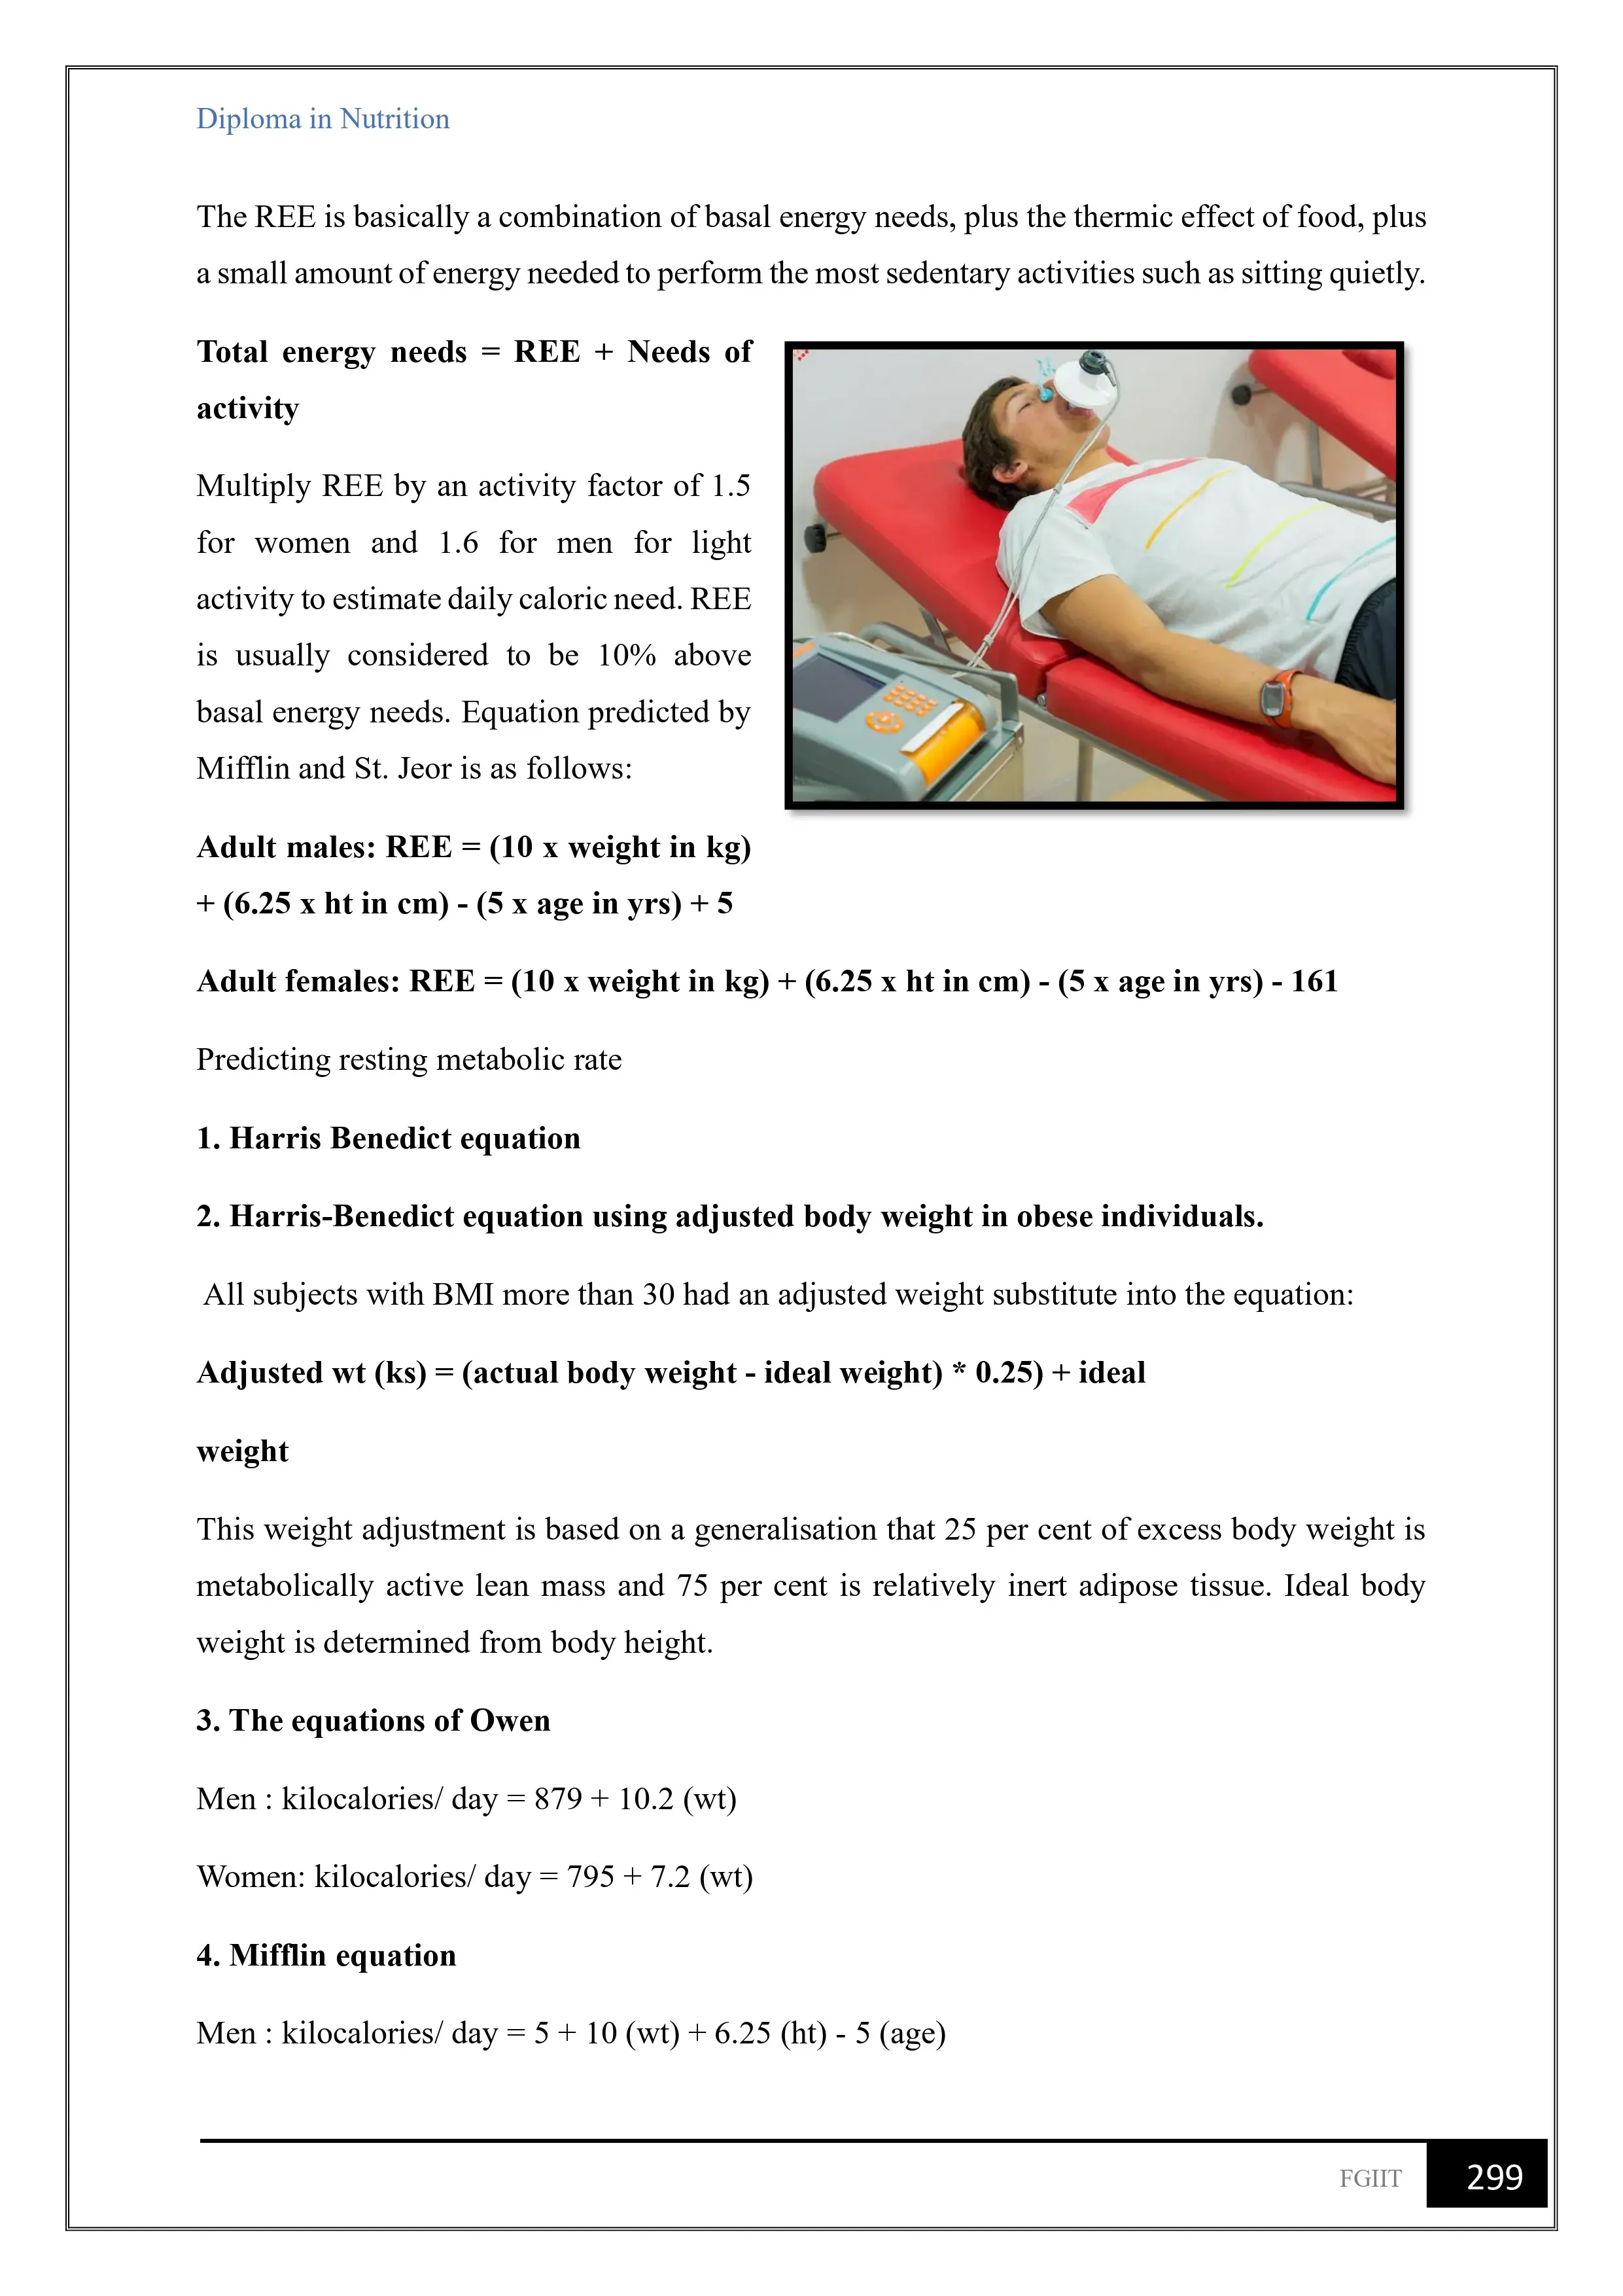 Diploma in Nutrition
The REE is basically a combination of basal energy needs, plus the thermic effect of food, plus
a small amount of energy needed to perform the most sedentary activities such as sitting quietly.
Total energy needs = REE + Needs of
activity
Multiply REE by an activity factor of 1.5
for women and 1.6 for men for light
activity to estimate daily caloric need. REE
is usually considered to be 10% above
basal energy needs. Equation predicted by
Mifflin and St. Jeor is as follows:
Adult males: REE = (10 x weight in kg)
+ (6.25 x ht in cm) - (5 x age in yrs) + 5
Adult females: REE = (10 x weight in kg) + (6.25 x ht in cm) - (5 x age in yrs) - 161
Predicting resting metabolic rate
1. Harris Benedict equation
2. Harris-Benedict equation using adjusted body weight in obese individuals.
All subjects with BMI more than 30 had an adjusted weight substitute into the equation:
Adjusted wt (ks) = (actual body weight - ideal weight) * 0.25) + ideal
weight
This weight adjustment is based on a generalisation that 25 per cent of excess body weight is
metabolically active lean mass and 75 per cent is relatively inert adipose tissue. Ideal body
weight is determined from body height.
3. The equations of Owen
Men : kilocalories/ day = 879 + 10.2 (wt)
Women: kilocalories/ day = 795 + 7.2 (wt)
4. Mifflin equation
Men : kilocalories/ day = 5 + 10 (wt) + 6.25 (ht) - 5 (age)
FGIIT
299